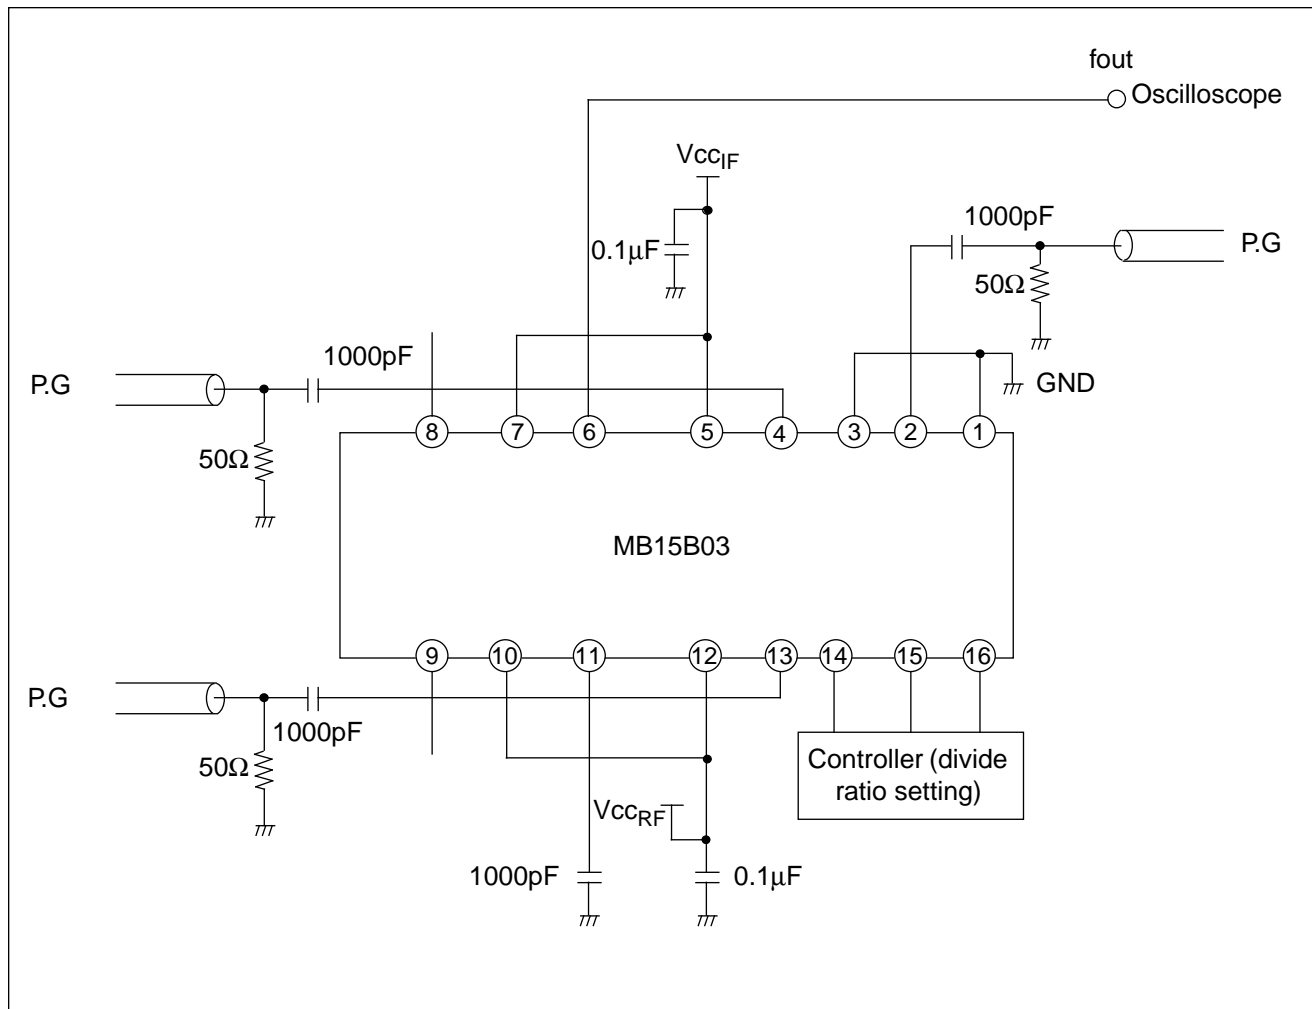 fout
Oscilloscope
VccIF
1000pF
0.1µF
P.G
50Ω
1000pF
P.G
GND
8 7 6 5 4 3 2 1
50Ω
MB15B03
9 10 11 12 13 14 15 16
P.G
1000pF
50Ω
Controller (divide
ratio setting)
VccRF
1000pF
0.1µF